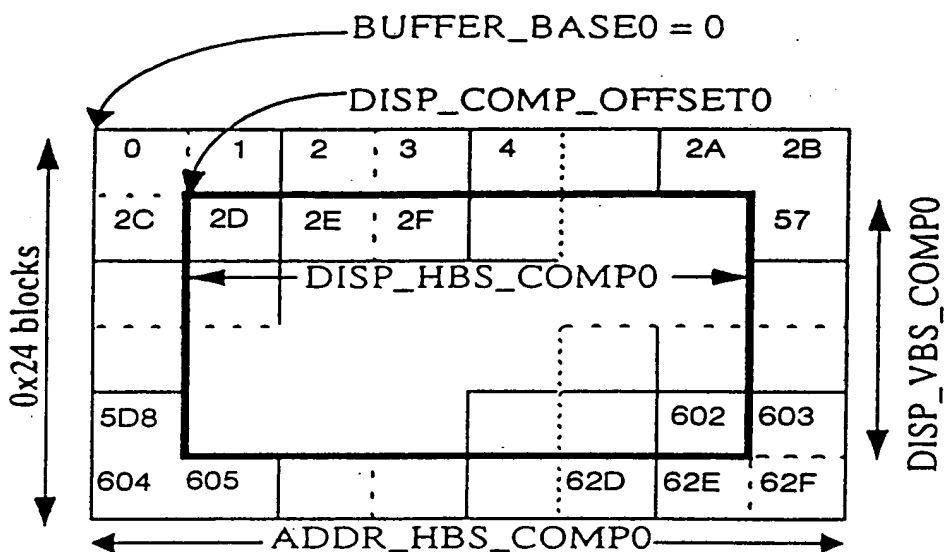 BUFFER_BASE0 = 0
DISP_COMP_OFFSET0
0 1 2 3 4 2A 2B
2C 2D 2E 2F 57
DISP_HBS_COMP0
0x24 blocks
DISP_VBS_COMP0
5D8 602 603
604 605 62D 62E 62F
ADDR_HBS_COMP0